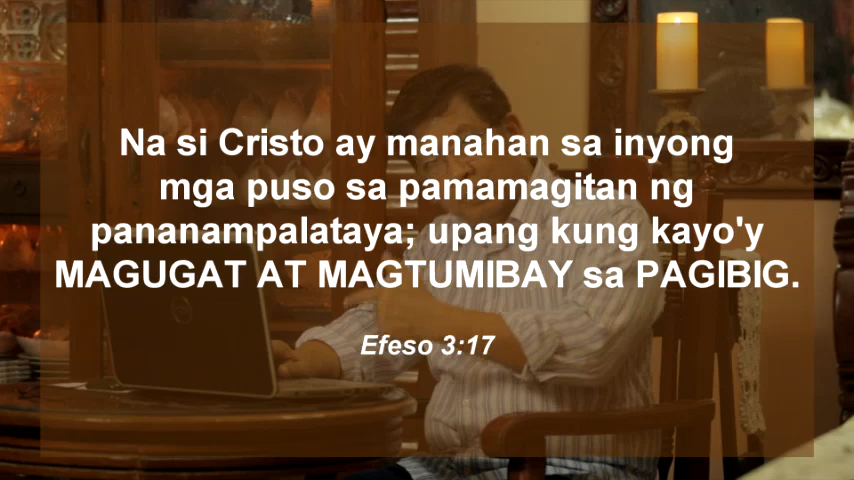 Na si Cristo ay manahan sa inyong
mga puso sa pamamagitan ng
pananampalataya; upang kung kayo'y
MAGUGAT AT MAGTUMIBAY sa PAGIBIG.
Efeso 3:17